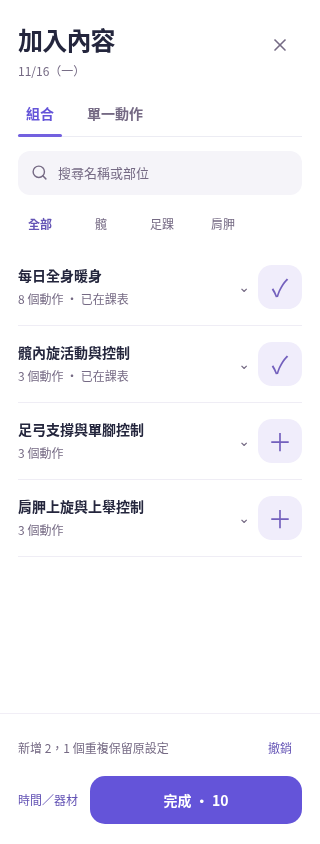 加入內容
11/16（一）
組合
單一動作
搜尋名稱或部位
全部
髖
足踝
肩胛
每日全身暖身
8 個動作 · 已在課表
髖內旋活動與控制
3 個動作 · 已在課表
足弓支撐與單腳控制
3 個動作
肩胛上旋與上舉控制
3 個動作
新增 2，1 個重複保留原設定
撤銷
時間／器材
完成 · 10